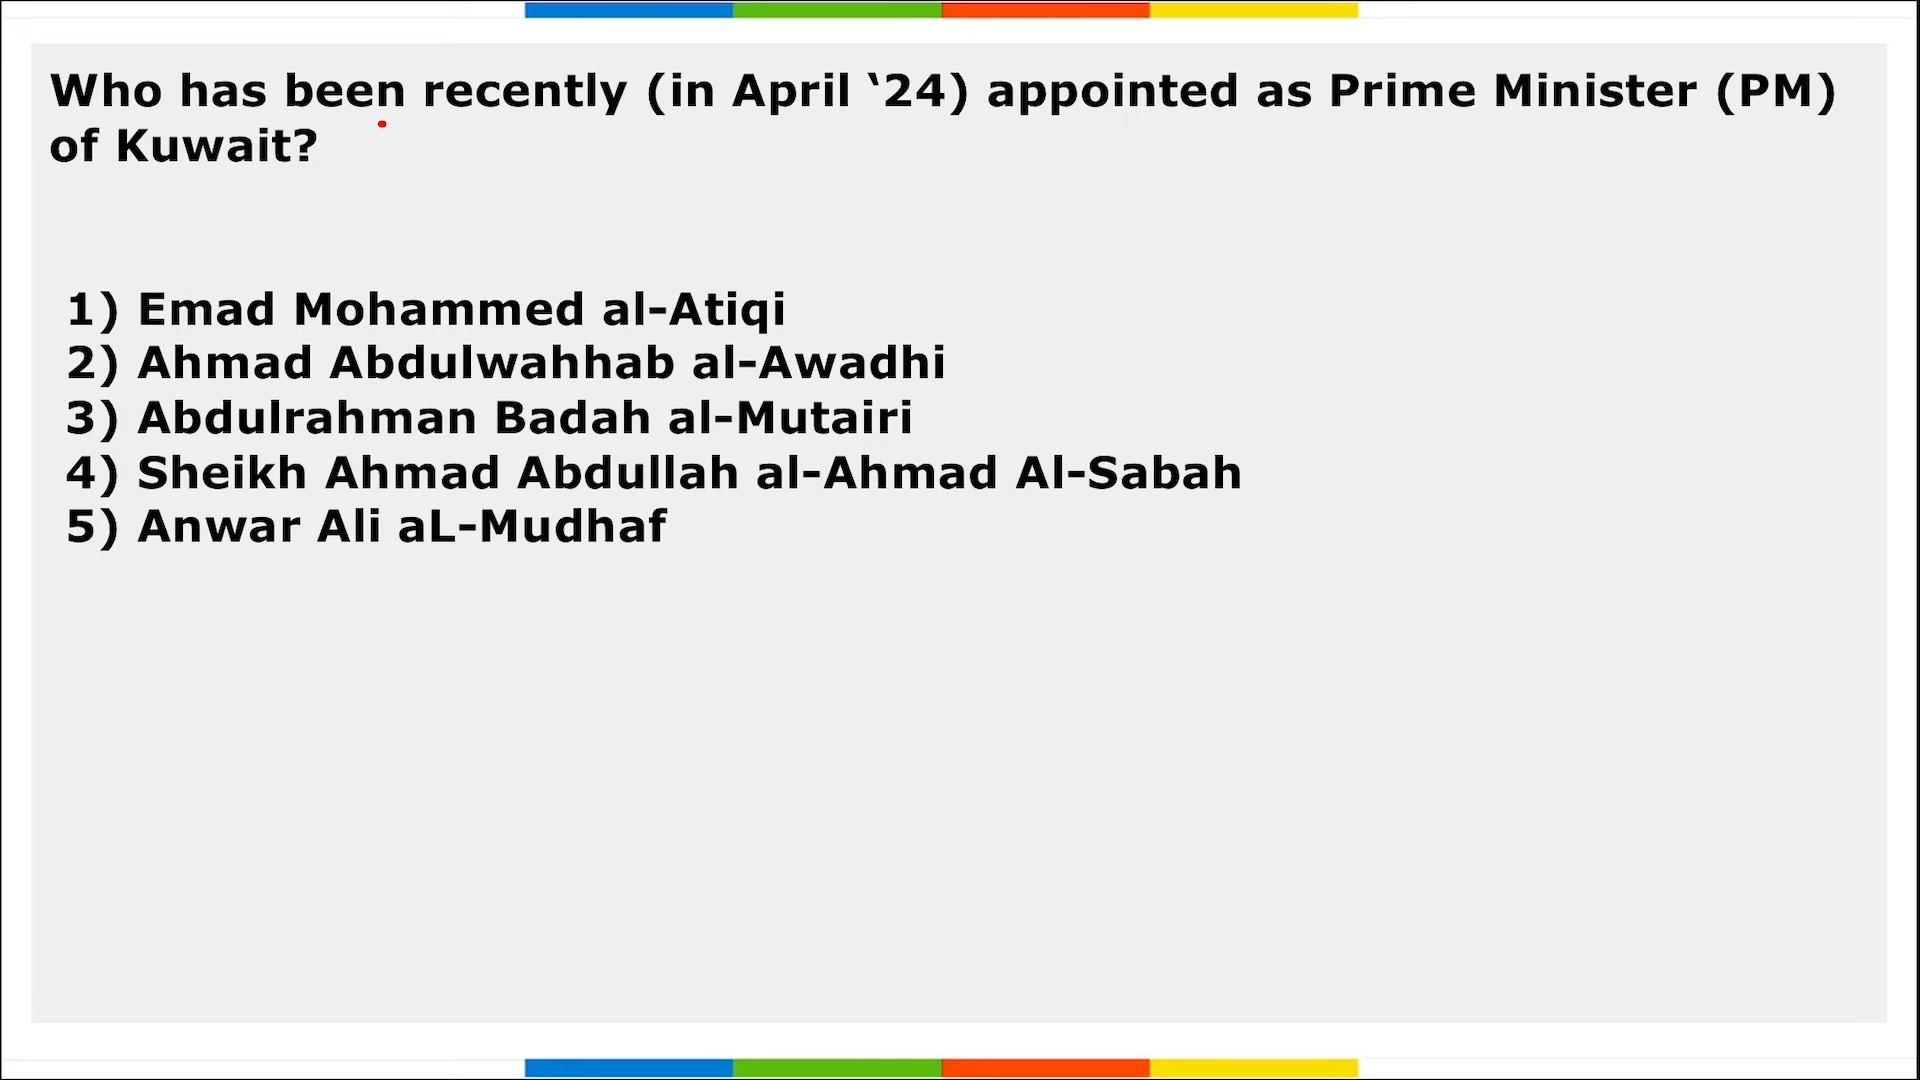 Who has been recently (in April ‘24) appointed as Prime Minister (PM)
of Kuwait?
1) Emad Mohammed al-Atiqi
2) Ahmad Abdulwahhab al-Awadhi
3) Abdulrahman Badah al-Mutairi
4) Sheikh Ahmad Abdullah al-Ahmad Al-Sabah
5) Anwar Ali aL-Mudhaf